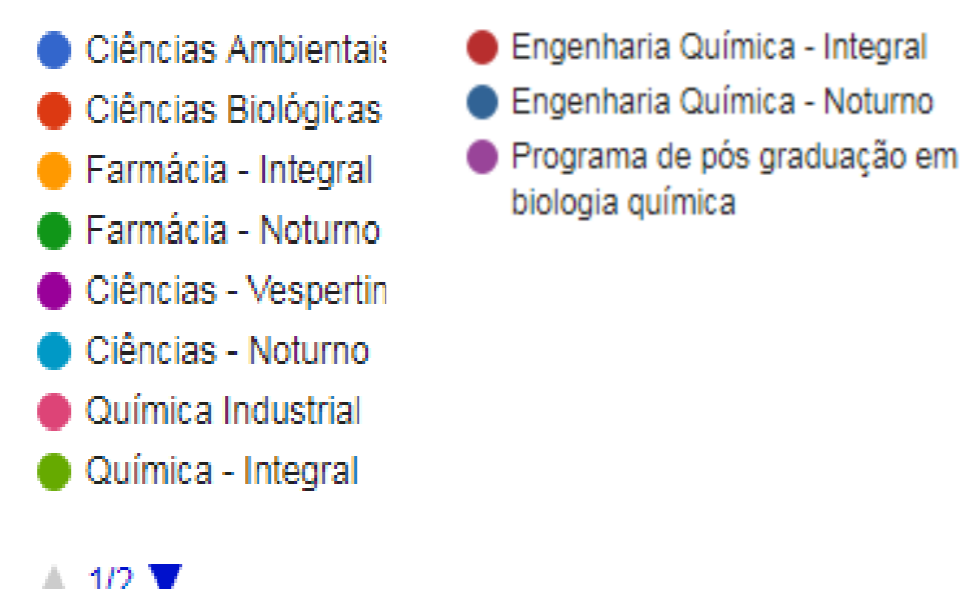 Ciências Ambientais
Ciências Biológicas
Farmácia - Integral
Farmácia - Noturno
Ciências - Vespertin
Ciências - Noturno
Química Industrial
Química - Integral
1/2
Engenharia Química - Integral
Engenharia Química - Noturno
Programa de pós graduação em
biologia química